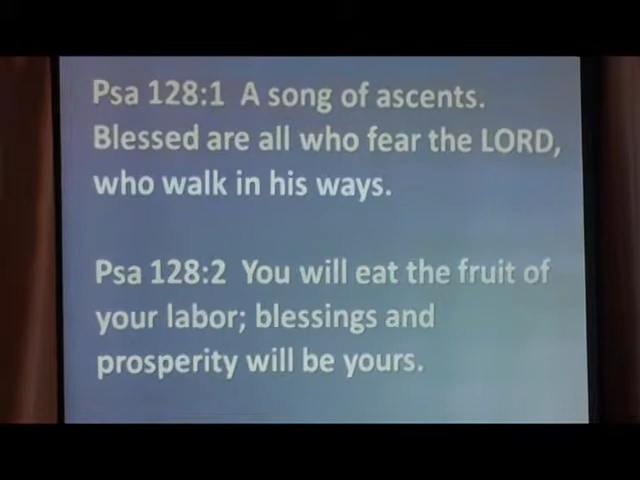 Psa 128:1  A song of ascents.
Blessed are all who fear the LORD,
who walk in his ways.
Psa 128:2  You will eat the fruit of
your labor; blessings and
prosperity will be yours.